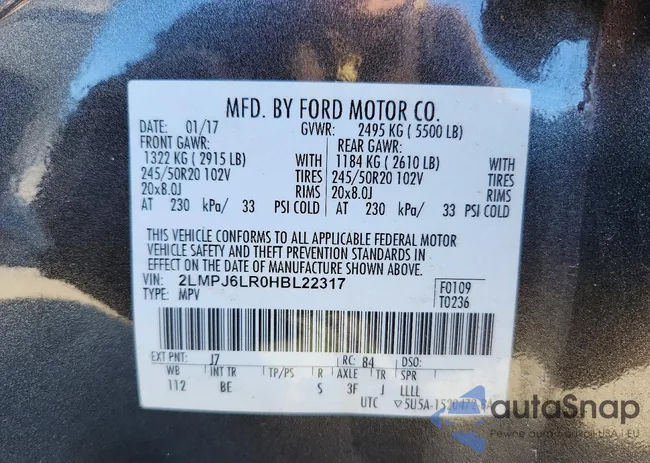 MFD. BY FORD MOTOR CO.
DATE: 01/17 GVWR: 2495 KG ( 5500 LB)
FRONT GAWR: REAR GAWR:
1322 KG ( 2915 LB) WITH 1184 KG ( 2610 LB) WITH
245/50R20 102V TIRES 245/50R20 102V TIRES
20x8.0J RIMS 20x8.0J RIMS
AT 230 kPa/ 33 PSI COLD AT 230 kPa/ 33 PSI COLD
THIS VEHICLE CONFORMS TO ALL APPLICABLE FEDERAL MOTOR
VEHICLE SAFETY AND THEFT PREVENTION STANDARDS IN
EFFECT ON THE DATE OF MANUFACTURE SHOWN ABOVE.
VIN: 2LMPJ6LR0HBL22317 F0109
TYPE: MPV T0236
EXT PNT: J7 RC: 84 DSO:
WB INT TR TP/PS R AXLE TR SPR
112 BE S 3F J LLLL
UTC
autaSnap